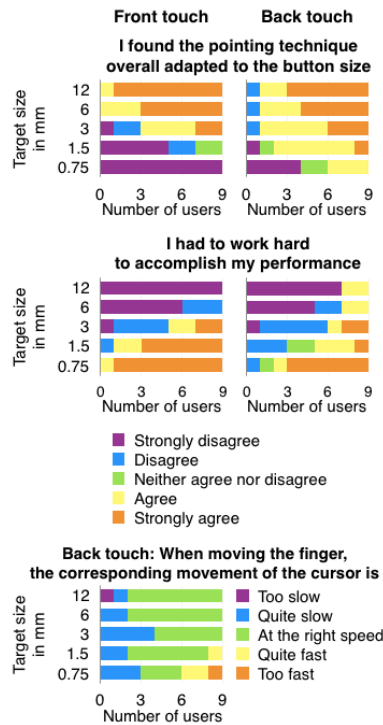 Front touch Back touch
I found the pointing technique
overall adapted to the button size
Target size
in mm
12
6
3
1.5
0.75
0 3 6 9 0 3 6 9
Number of users Number of users
I had to work hard
to accomplish my performance
Target size
in mm
12
6
3
1.5
0.75
0 3 6 9 0 3 6 9
Number of users Number of users
Strongly disagree
Disagree
Neither agree nor disagree
Agree
Strongly agree
Back touch: When moving the finger,
the corresponding movement of the cursor is
Target size
in mm
12 Too slow
6 Quite slow
3 At the right speed
1.5 Quite fast
0.75 Too fast
0 3 6 9
Number of users